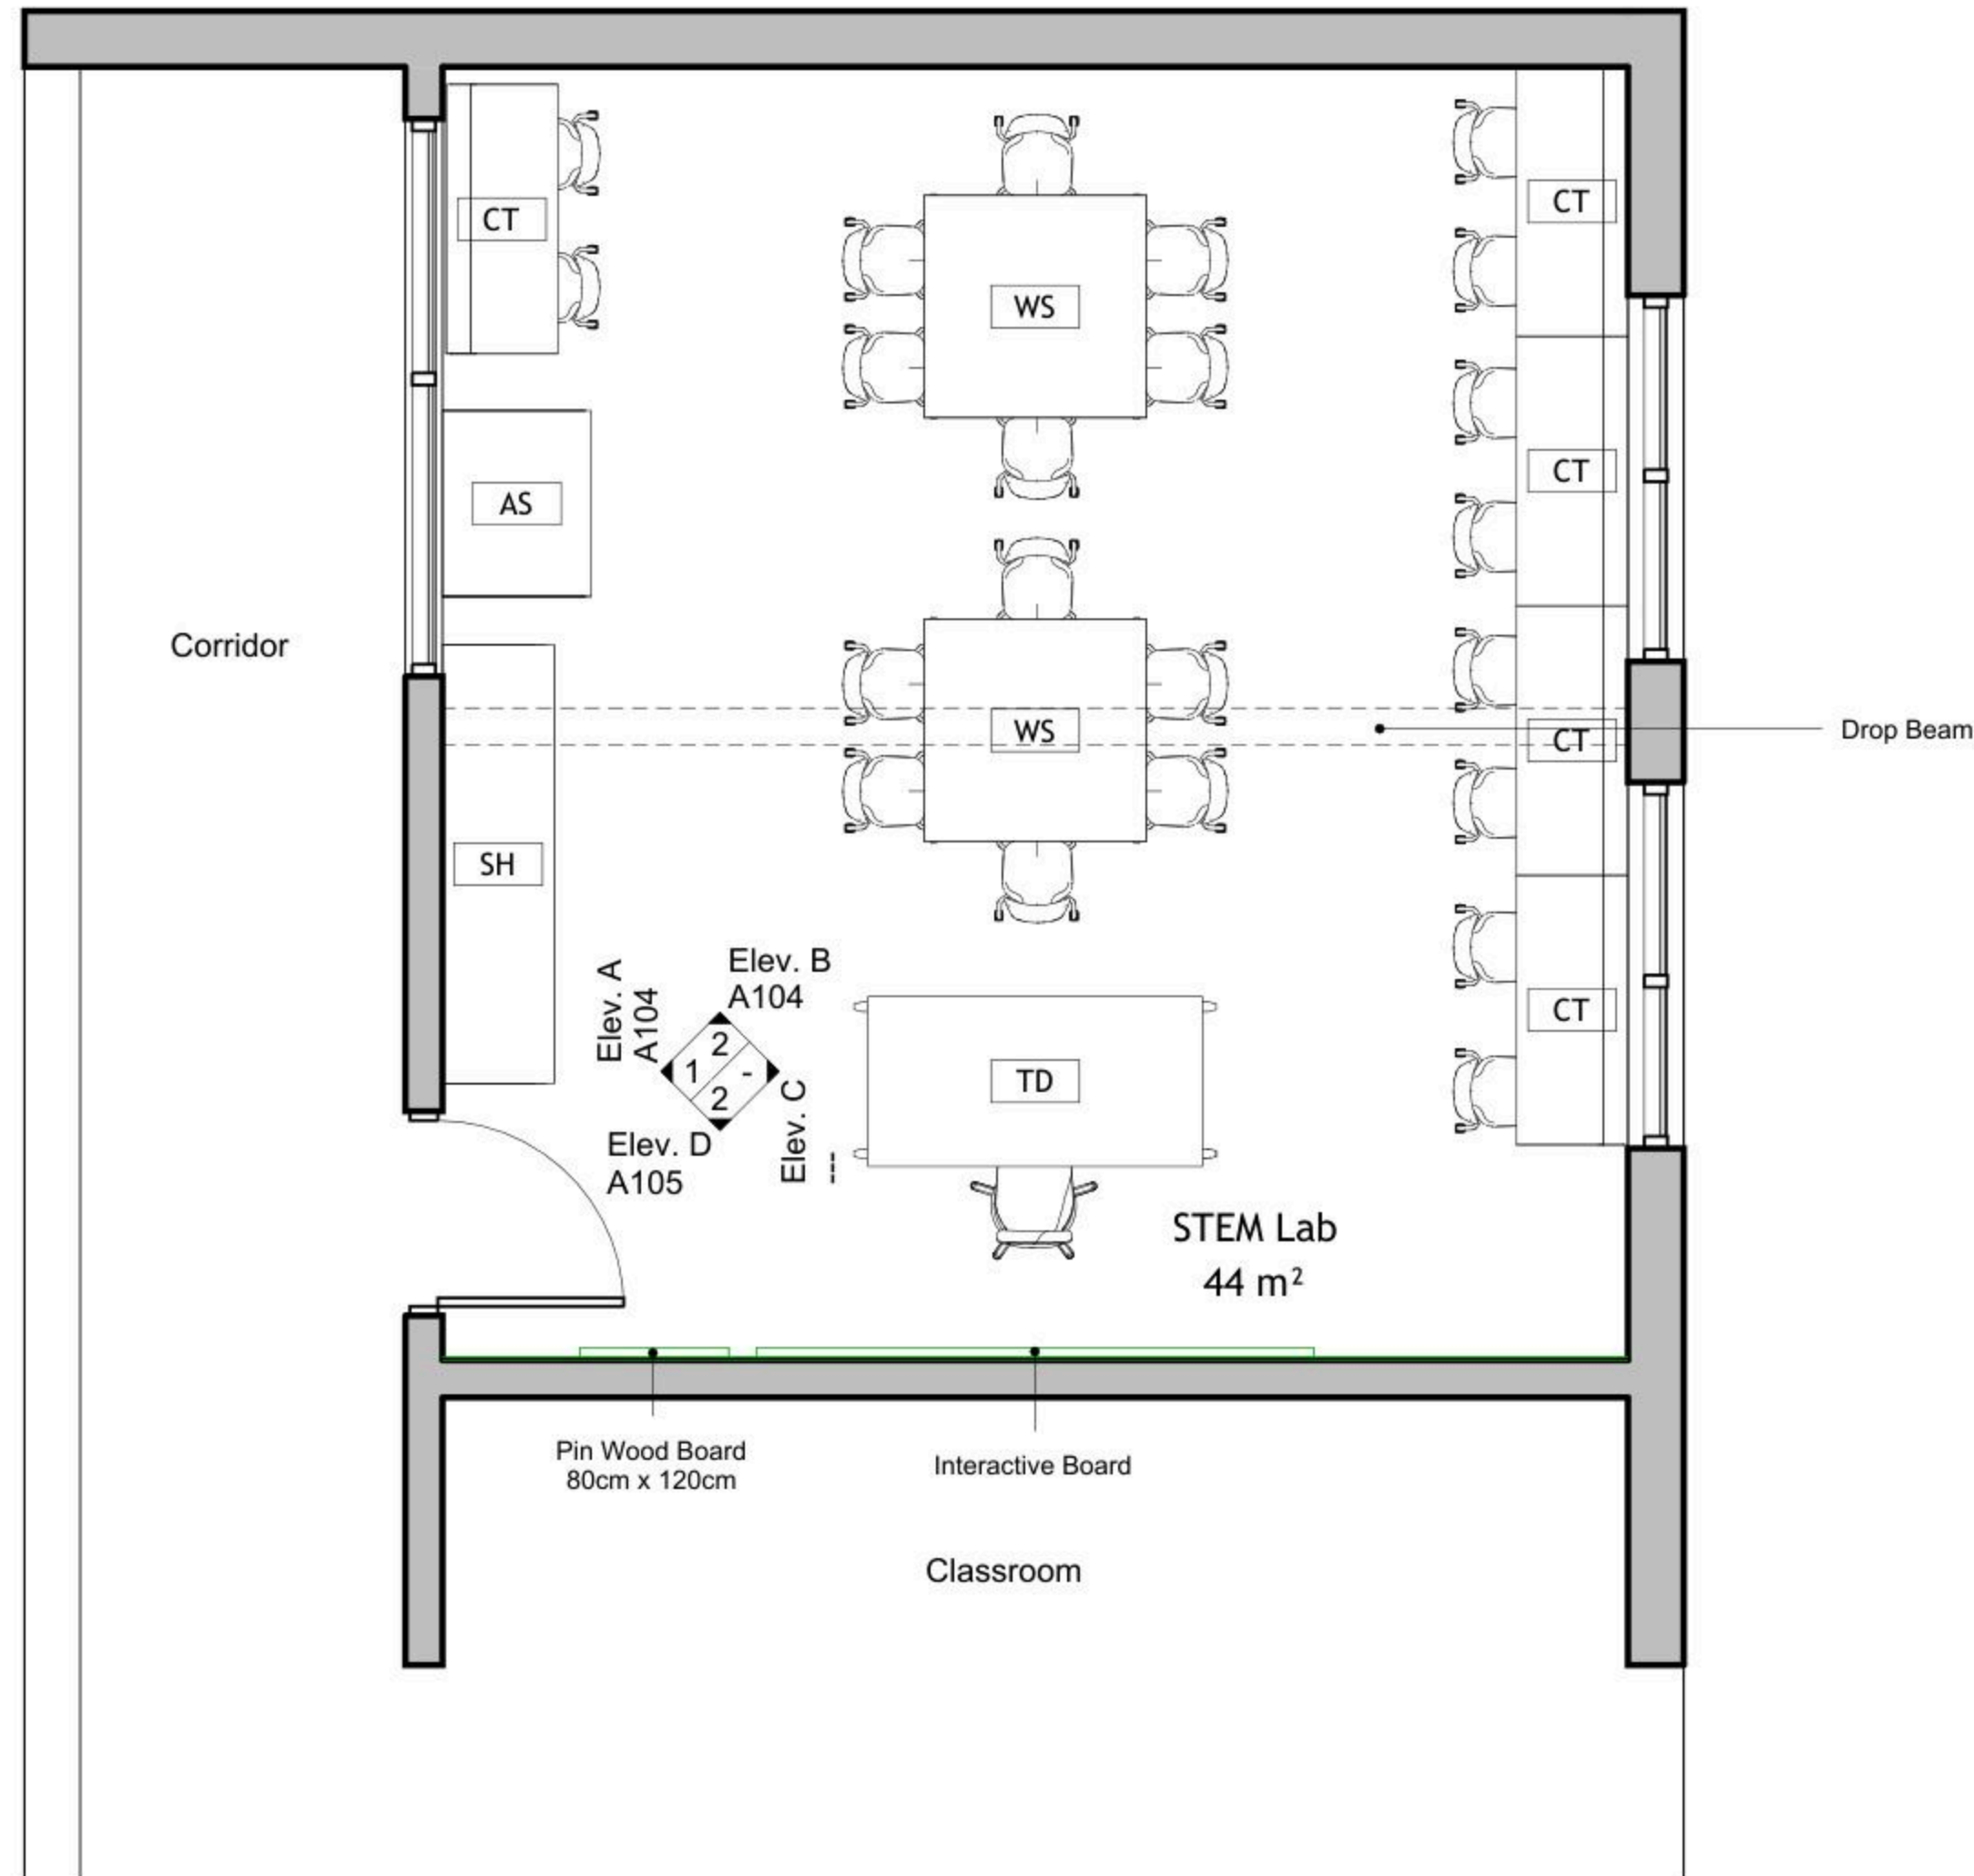 CT
CT
WS
CT
AS
Corridor
WS
CT
Drop Beam
SH
Elev. A
A104
Elev. B
A104
2
1
-
2
Elev. C
---
Elev. D
A105
CT
TD
STEM Lab
44 m²
Pin Wood Board
80cm x 120cm
Interactive Board
Classroom